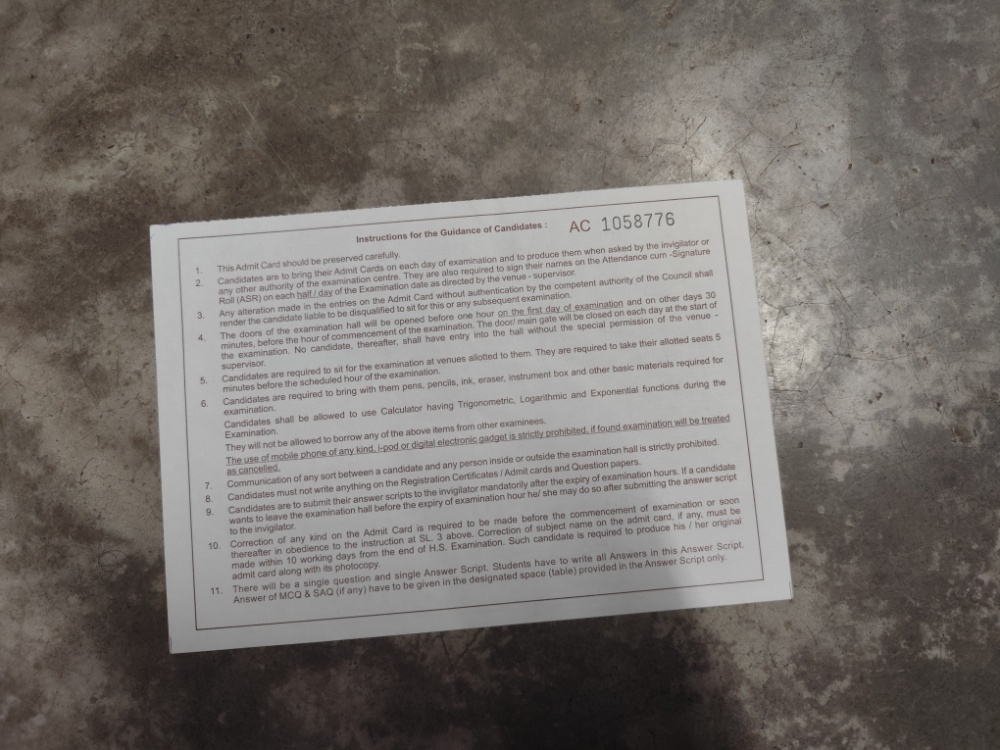 Instructions for the Guidance of Candidates : AC 1058776
1. This Admit Card should be preserved carefully.
2. Candidates are to bring their Admit Cards on each day of examination and to produce them when asked by the invigilator or
any other authority of the examination centre. They are also required to sign their names on the Attendance cum -Signature
Roll (ASR) on each half / day of the Examination date as directed by the venue - supervisor.
3. Any alteration made in the entries on the Admit Card without authentication by the competent authority of the Council shall
render the candidate liable to be disqualified to sit for this or any subsequent examination.
4. The doors of the examination hall will be opened before one hour on the first day of examination and on other days 30
minutes, before the hour of commencement of the examination. The door/ main gate will be closed on each day at the start of
the examination. No candidate, thereafter, shall have entry into the hall without the special permission of the venue -
supervisor.
5. Candidates are required to sit for the examination at venues allotted to them. They are required to take their allotted seats 5
minutes before the scheduled hour of the examination.
6. Candidates are required to bring with them pens, pencils, ink, eraser, instrument box and other basic materials required for
examination.
Candidates shall be allowed to use Calculator having Trigonometric, Logarithmic and Exponential functions during the
Examination.
They will not be allowed to borrow any of the above items from other examinees.
The use of mobile phone of any kind, i-pod or digital electronic gadget is strictly prohibited, if found examination will be treated
as cancelled.
7. Communication of any sort between a candidate and any person inside or outside the examination hall is strictly prohibited.
8. Candidates must not write anything on the Registration Certificates / Admit cards and Question papers.
9. Candidates are to submit their answer scripts to the invigilator mandatorily after the expiry of examination hours. If a candidate
wants to leave the examination hall before the expiry of examination hour he/ she may do so after submitting the answer script
to the invigilator.
10. Correction of any kind on the Admit Card is required to be made before the commencement of examination or soon
thereafter in obedience to the instruction at SL. 3 above. Correction of subject name on the admit card, if any, must be
made within 10 working days from the end of H.S. Examination. Such candidate is required to produce his / her original
admit card along with its photocopy.
11. There will be a single question and single Answer Script. Students have to write all Answers in this Answer Script.
Answer of MCQ & SAQ (if any) have to be given in the designated space (table) provided in the Answer Script only.